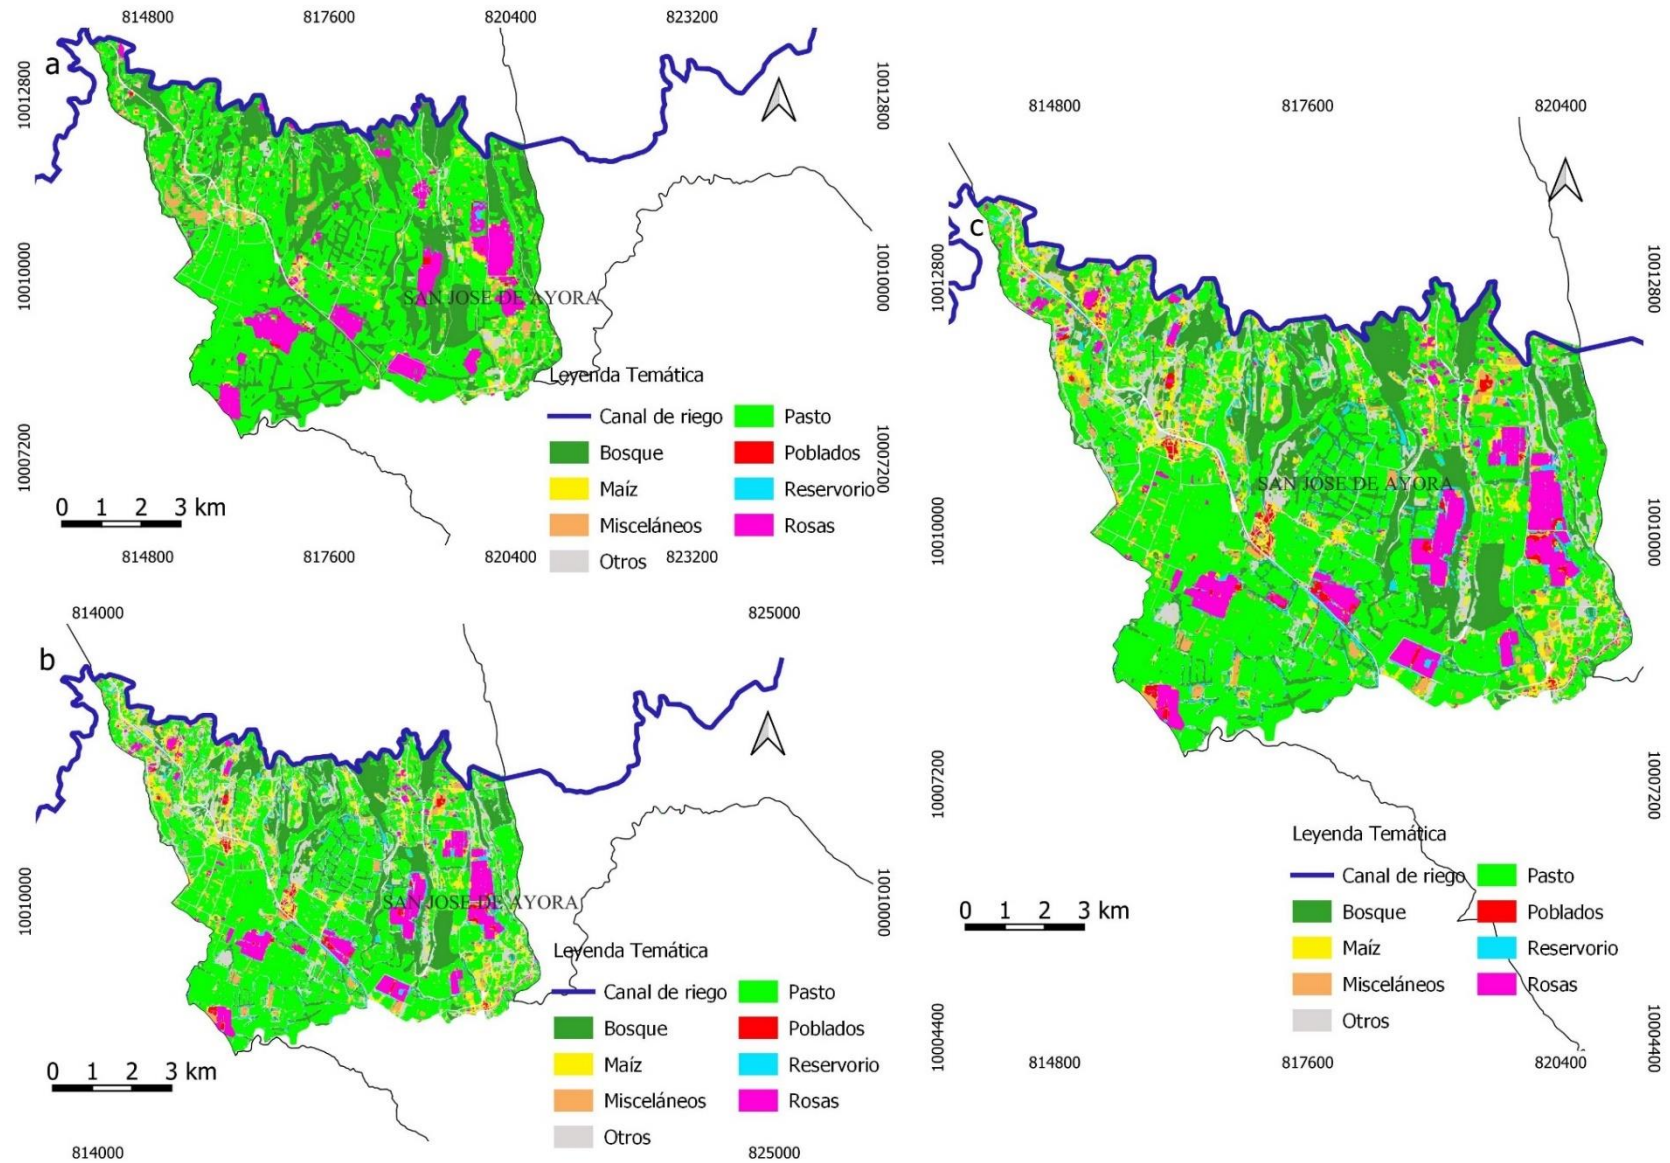 814800 817600 820400 823200
a
10012800 10012800
10010000 10010000
SAN JOSE DE AYORA
Leyenda Temática
Canal de riego Pasto
Bosque Poblados
Maíz Reservorio
Misceláneos Rosas
Otros
10007200 10007200
0 1 2 3 km
814800 817600 820400 823200
814000 825000
b
10010000 10010000
SAN JOSE DE AYORA
Leyenda Temática
Canal de riego Pasto
Bosque Poblados
Maíz Reservorio
Misceláneos Rosas
Otros
0 1 2 3 km
814000 825000
814800 817600 820400
c
10012800 10012800
SAN JOSE DE AYORA
10010000 10010000
10007200 10007200
Leyenda Temática
Canal de riego Pasto
Bosque Poblados
Maíz Reservorio
Misceláneos Rosas
Otros
0 1 2 3 km
10004400 10004400
814800 817600 820400